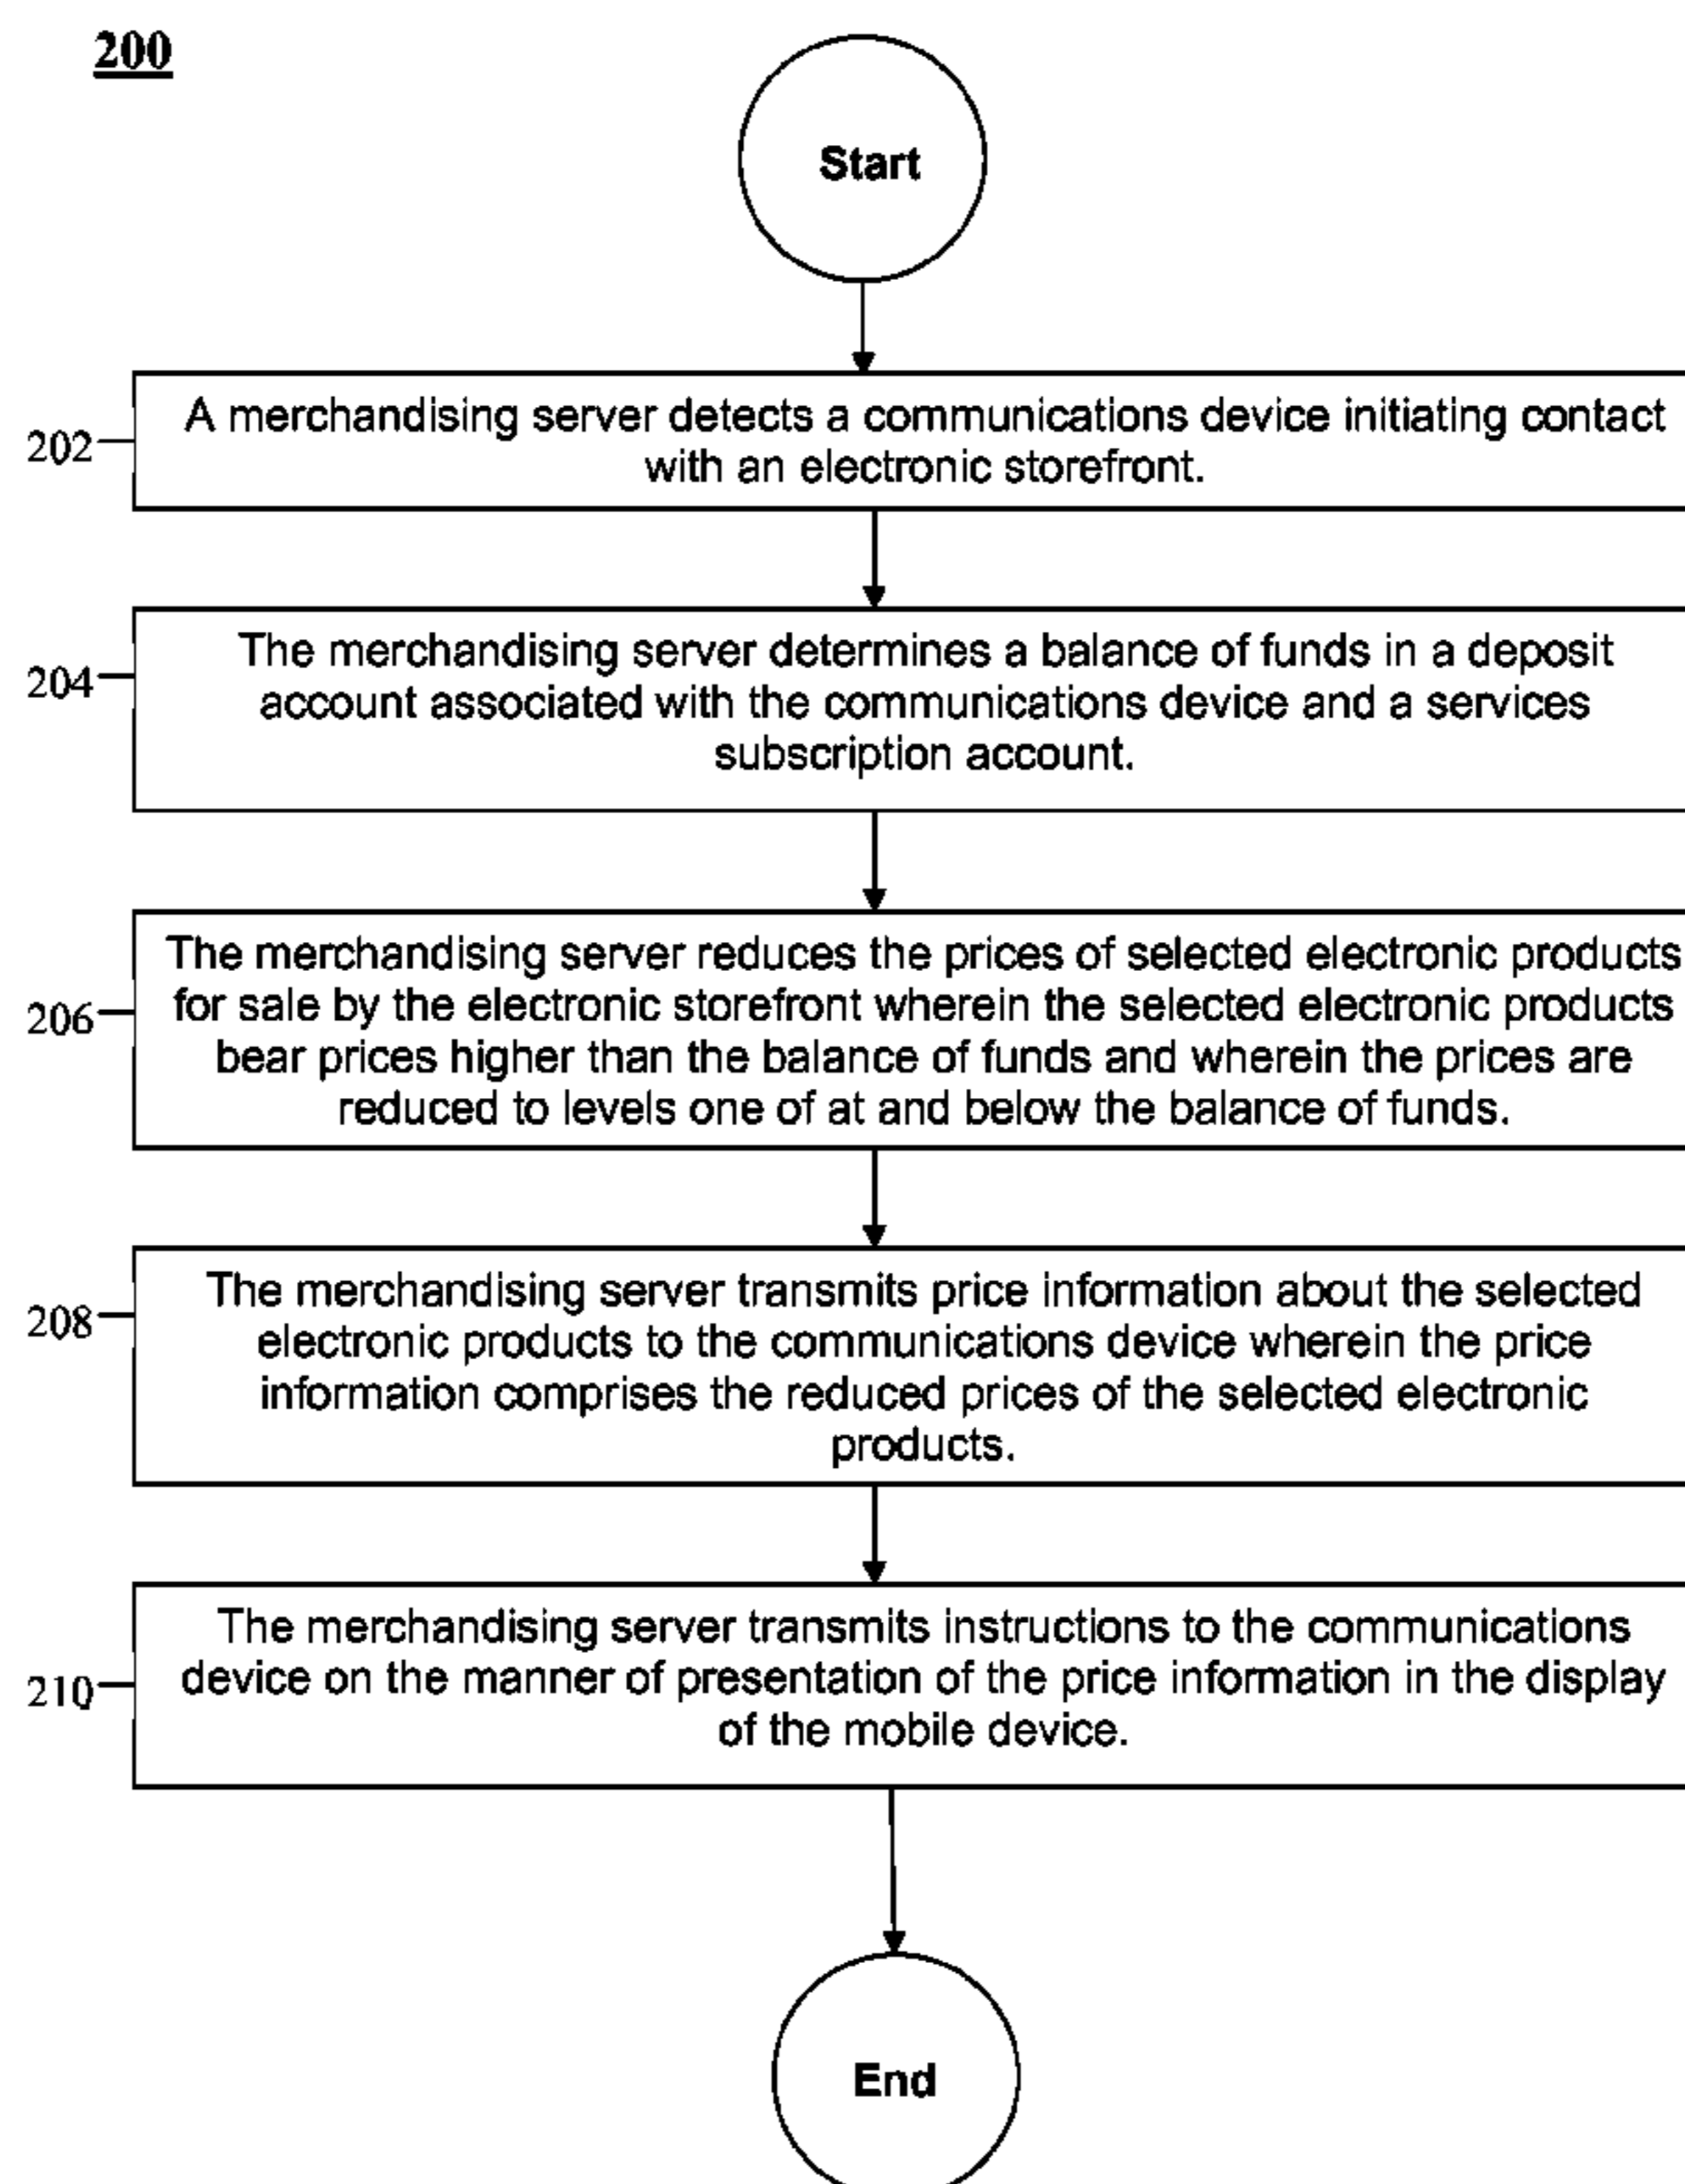 200
Start
202
A merchandising server detects a communications device initiating contact
with an electronic storefront.
204
The merchandising server determines a balance of funds in a deposit
account associated with the communications device and a services
subscription account.
206
The merchandising server reduces the prices of selected electronic products
for sale by the electronic storefront wherein the selected electronic products
bear prices higher than the balance of funds and wherein the prices are
reduced to levels one of at and below the balance of funds.
208
The merchandising server transmits price information about the selected
electronic products to the communications device wherein the price
information comprises the reduced prices of the selected electronic
products.
210
The merchandising server transmits instructions to the communications
device on the manner of presentation of the price information in the display
of the mobile device.
End